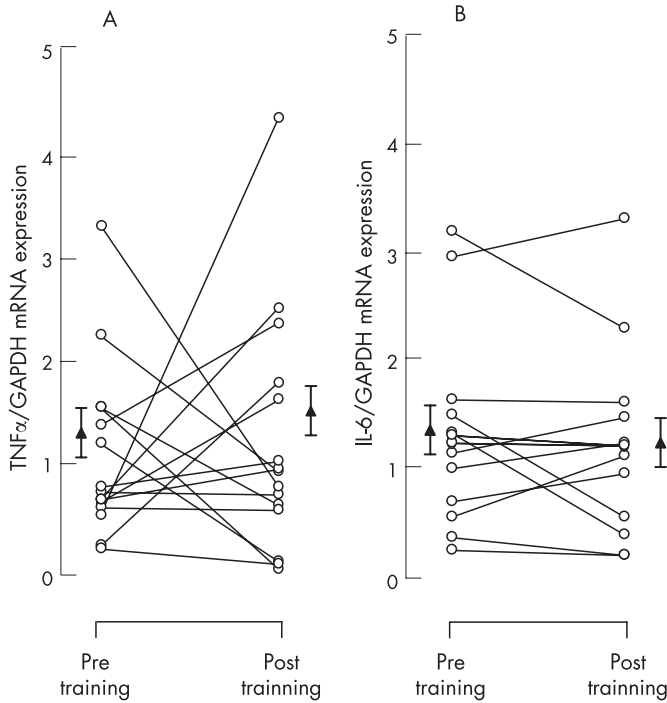 A
TNFα/GAPDH mRNA expression
5
4
3
2
1
0
Pre
training
Post
trainning
B
IL-6/GAPDH mRNA expression
5
4
3
2
1
0
Pre
training
Post
trainning